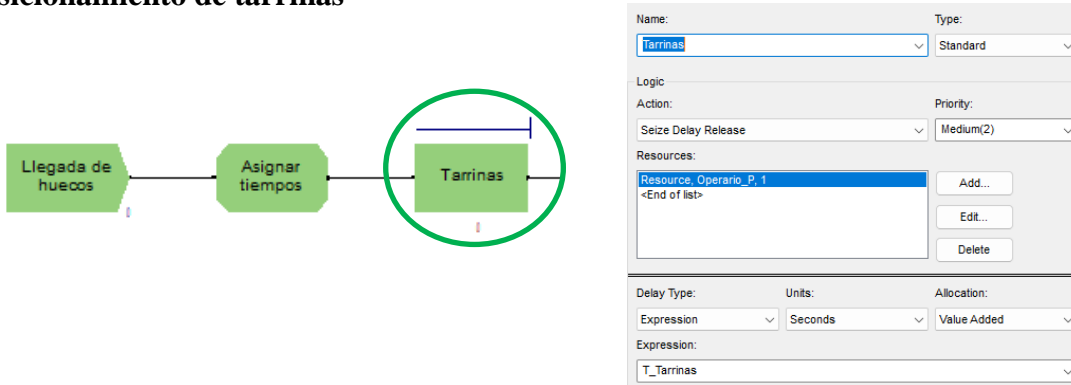 sicionamiento de tarrinas
Llegada de
huecos
Asignar
tiempos
Tarrinas
Name:
Type:
Tarrinas
Standard
Logic
Action:
Priority:
Seize Delay Release
Medium(2)
Resources:
Resource, Operario_P, 1
<End of list>
Add...
Edit...
Delete
Delay Type:
Units:
Allocation:
Expression
Seconds
Value Added
Expression:
T_Tarrinas